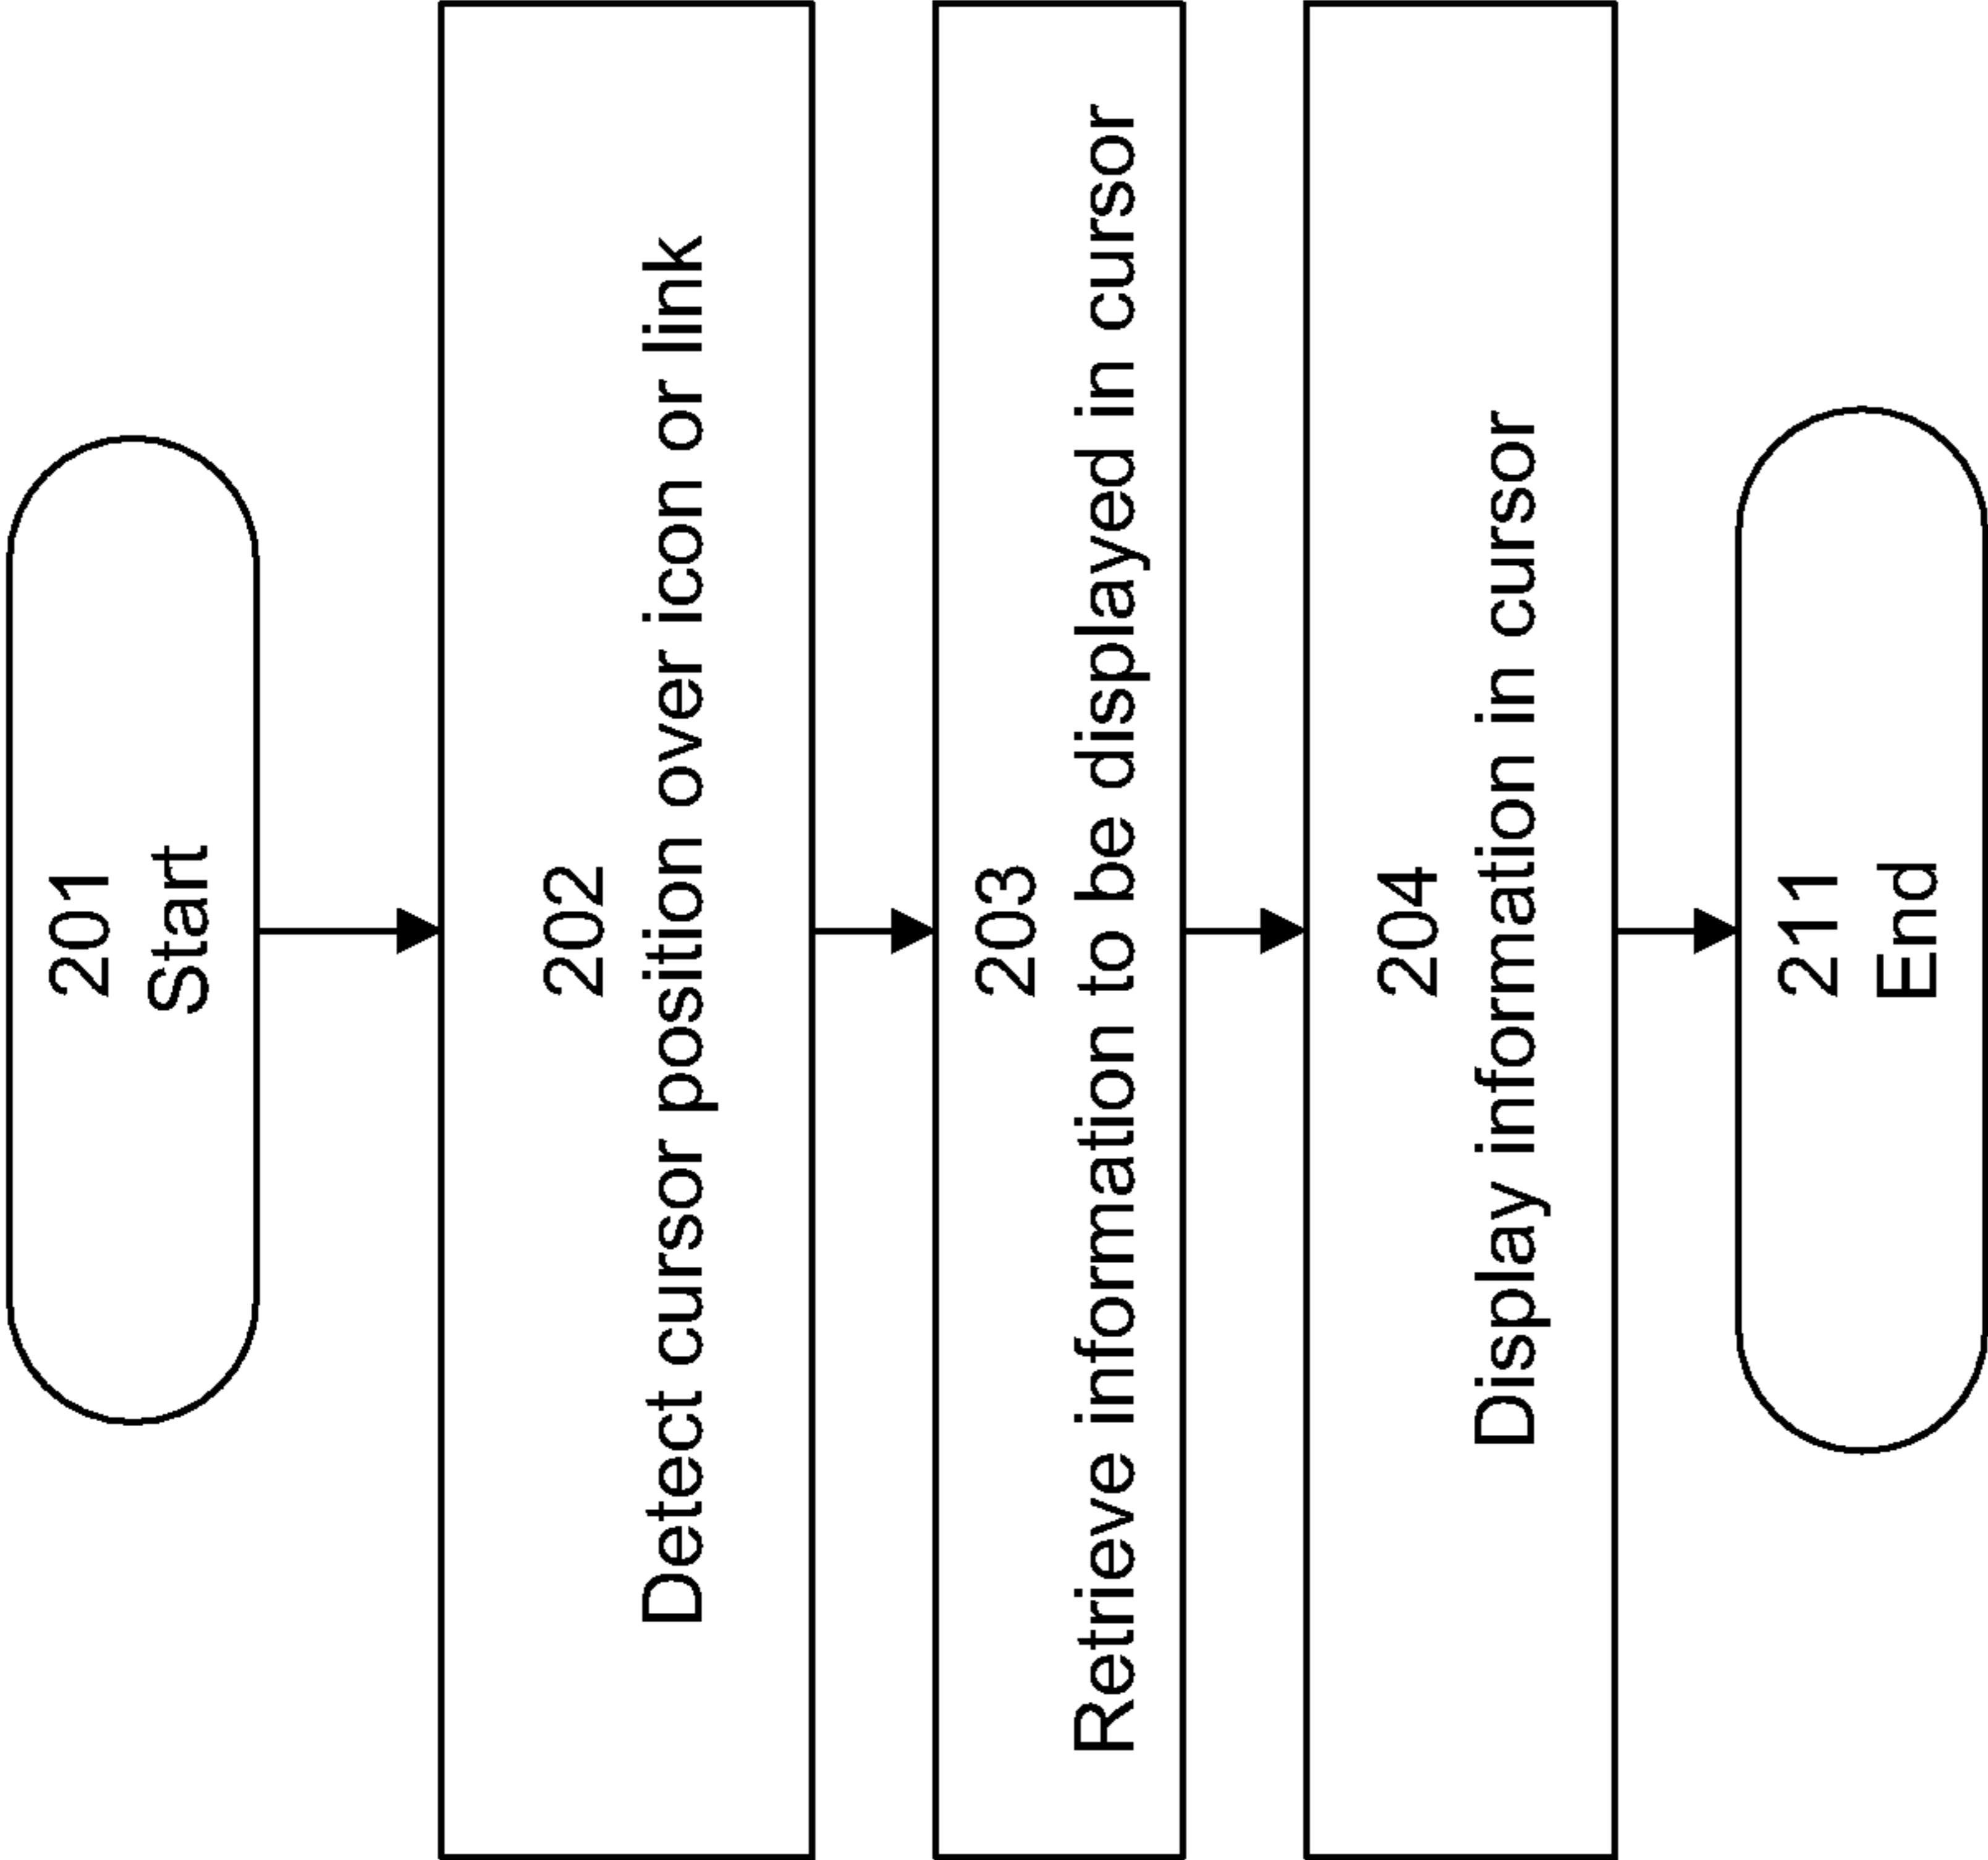 201
Start
202
Detect cursor position over icon or link
203
Retrieve information to be displayed in cursor
204
Display information in cursor
211
End